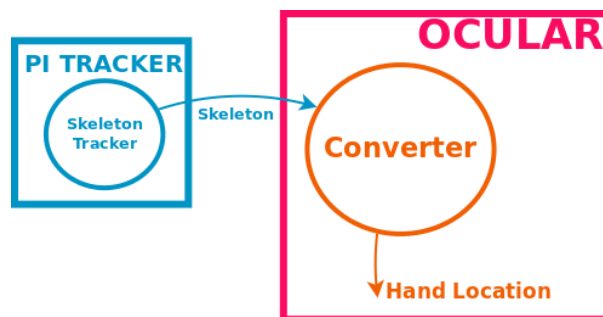 OCULAR
PI TRACKER
Skeleton
Tracker
Skeleton
Converter
Hand Location